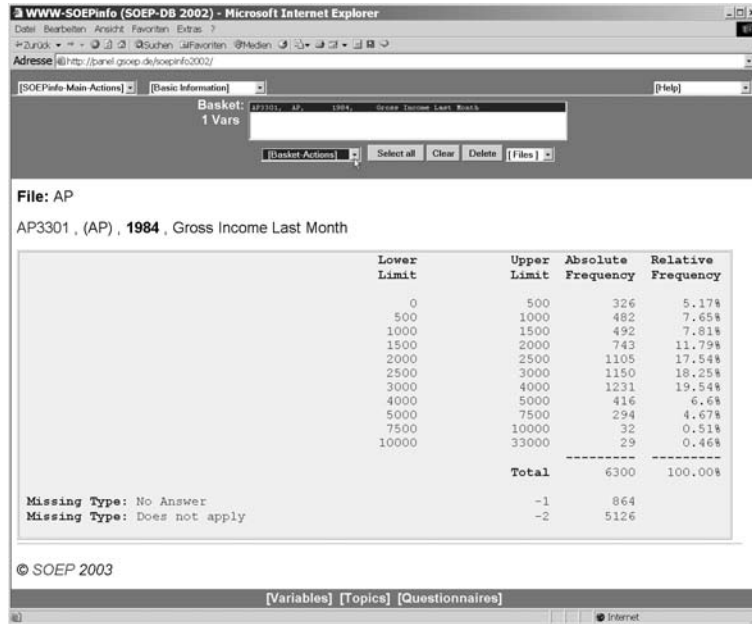 WWW-SOEPinfo (SOEP-DB 2002) - Microsoft Internet Explorer
Datei Bearbeiten Ansicht Favoriten Extras ?
Zurück Suchen Favoriten Medien
Adresse http://panel.gsoep.de/soepinfo2002/
[SOEPinfo-Main-Actions] [Basic Information] [Help]
Basket: AP3301, AP, 1984, Gross Income Last Month
1 Vars
[Basket-Actions] Select all Clear Delete [Files]
File: AP
AP3301 , (AP) , 1984 , Gross Income Last Month
Lower Upper Absolute Relative
Limit Limit Frequency Frequency
0 500 326 5.17%
500 1000 482 7.65%
1000 1500 492 7.81%
1500 2000 743 11.79%
2000 2500 1105 17.54%
2500 3000 1150 18.25%
3000 4000 1231 19.54%
4000 5000 416 6.6%
5000 7500 294 4.67%
7500 10000 32 0.51%
10000 33000 29 0.46%
--------- ---------
Total 6300 100.00%
Missing Type: No Answer -1 864
Missing Type: Does not apply -2 5126
© SOEP 2003
[Variables] [Topics] [Questionnaires]
Internet